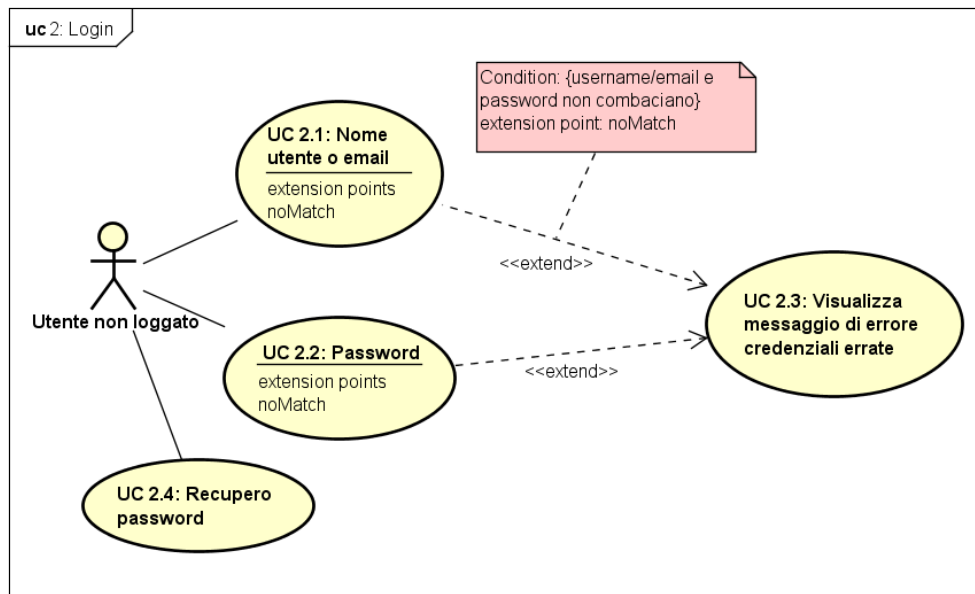 uc 2: Login
Condition: {username/email e
password non combaciano}
extension point: noMatch
UC 2.1: Nome
utente o email
extension points
noMatch
<<extend>>
Utente non loggato
UC 2.3: Visualizza
messaggio di errore
credenziali errate
UC 2.2: Password
extension points
noMatch
<<extend>>
UC 2.4: Recupero
password